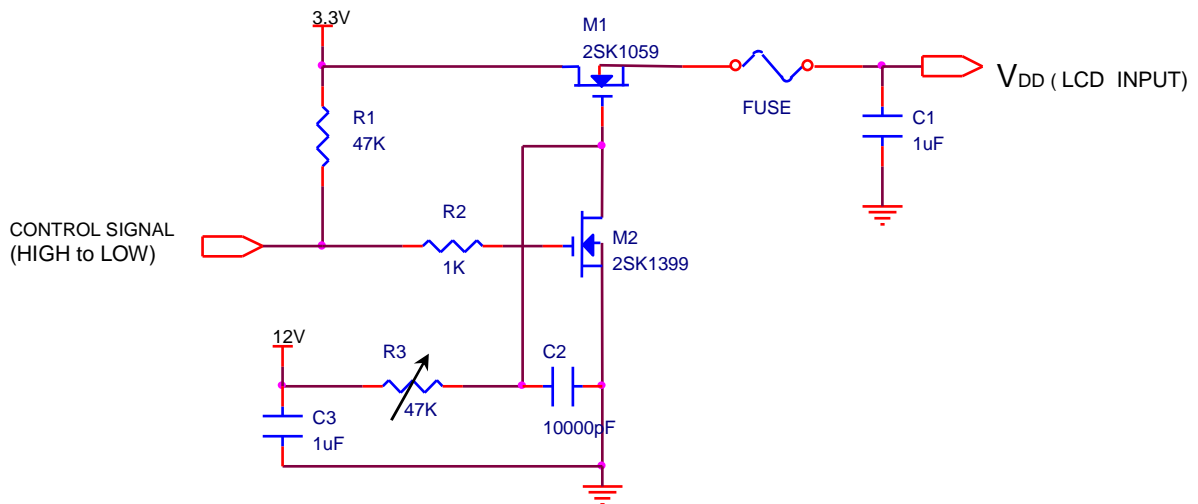 3.3V
M1
2SK1059
FUSE
VDD ( LCD INPUT)
R1
47K
C1
1uF
CONTROL SIGNAL
(HIGH to LOW)
R2
1K
M2
2SK1399
12V
R3
47K
C2
10000pF
C3
1uF